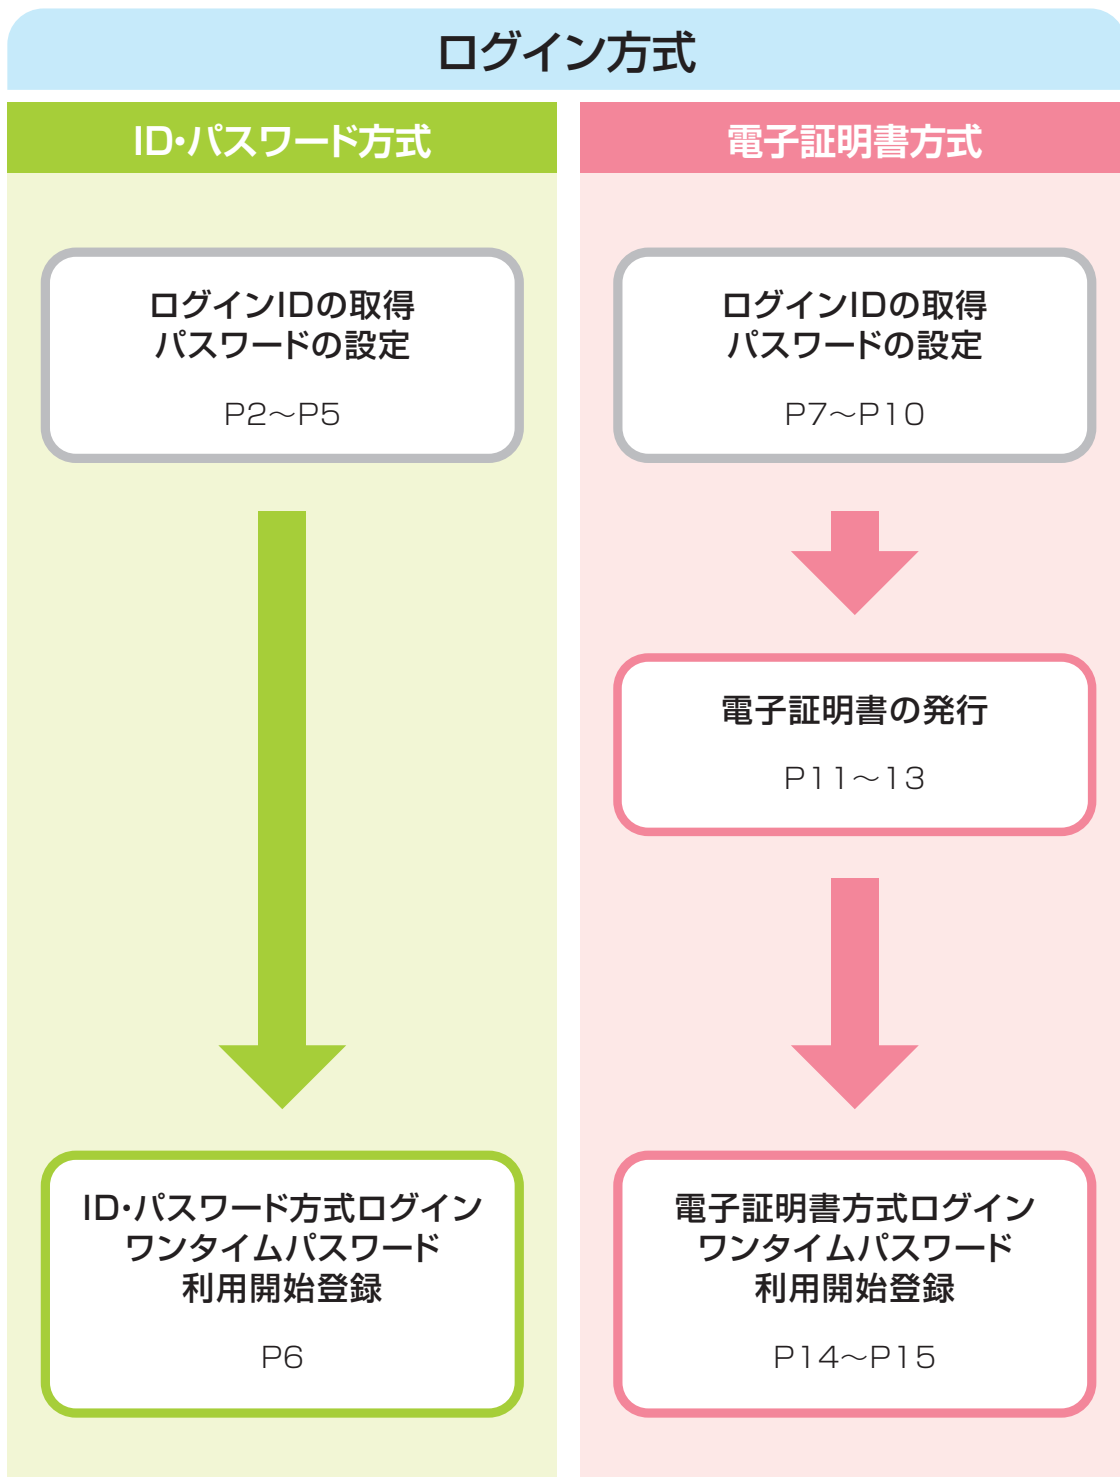 ログイン方式
ID・パスワード方式
ログインIDの取得
パスワードの設定
P2〜P5
ID・パスワード方式ログイン
ワンタイムパスワード
利用開始登録
P6
電子証明書方式
ログインIDの取得
パスワードの設定
P7〜P10
電子証明書の発行
P11〜13
電子証明書方式ログイン
ワンタイムパスワード
利用開始登録
P14〜P15